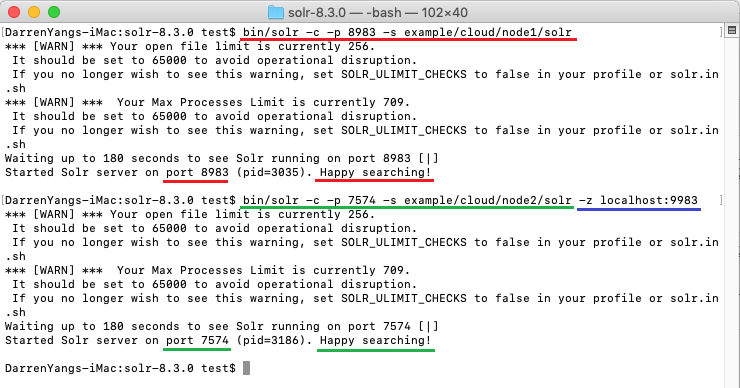 solr-8.3.0 — -bash — 102×40
[DarrenYangs-iMac:solr-8.3.0 test$ bin/solr -c -p 8983 -s example/cloud/node1/solr ]
*** [WARN] *** Your open file limit is currently 256.
It should be set to 65000 to avoid operational disruption.
If you no longer wish to see this warning, set SOLR_ULIMIT_CHECKS to false in your profile or solr.in
.sh
*** [WARN] ***  Your Max Processes Limit is currently 709.
It should be set to 65000 to avoid operational disruption.
If you no longer wish to see this warning, set SOLR_ULIMIT_CHECKS to false in your profile or solr.in
.sh
Waiting up to 180 seconds to see Solr running on port 8983 [|]
Started Solr server on port 8983 (pid=3035). Happy searching!
[DarrenYangs-iMac:solr-8.3.0 test$ bin/solr -c -p 7574 -s example/cloud/node2/solr -z localhost:9983 ]
*** [WARN] *** Your open file limit is currently 256.
It should be set to 65000 to avoid operational disruption.
If you no longer wish to see this warning, set SOLR_ULIMIT_CHECKS to false in your profile or solr.in
.sh
*** [WARN] ***  Your Max Processes Limit is currently 709.
It should be set to 65000 to avoid operational disruption.
If you no longer wish to see this warning, set SOLR_ULIMIT_CHECKS to false in your profile or solr.in
.sh
Waiting up to 180 seconds to see Solr running on port 7574 [|]
Started Solr server on port 7574 (pid=3186). Happy searching!
DarrenYangs-iMac:solr-8.3.0 test$